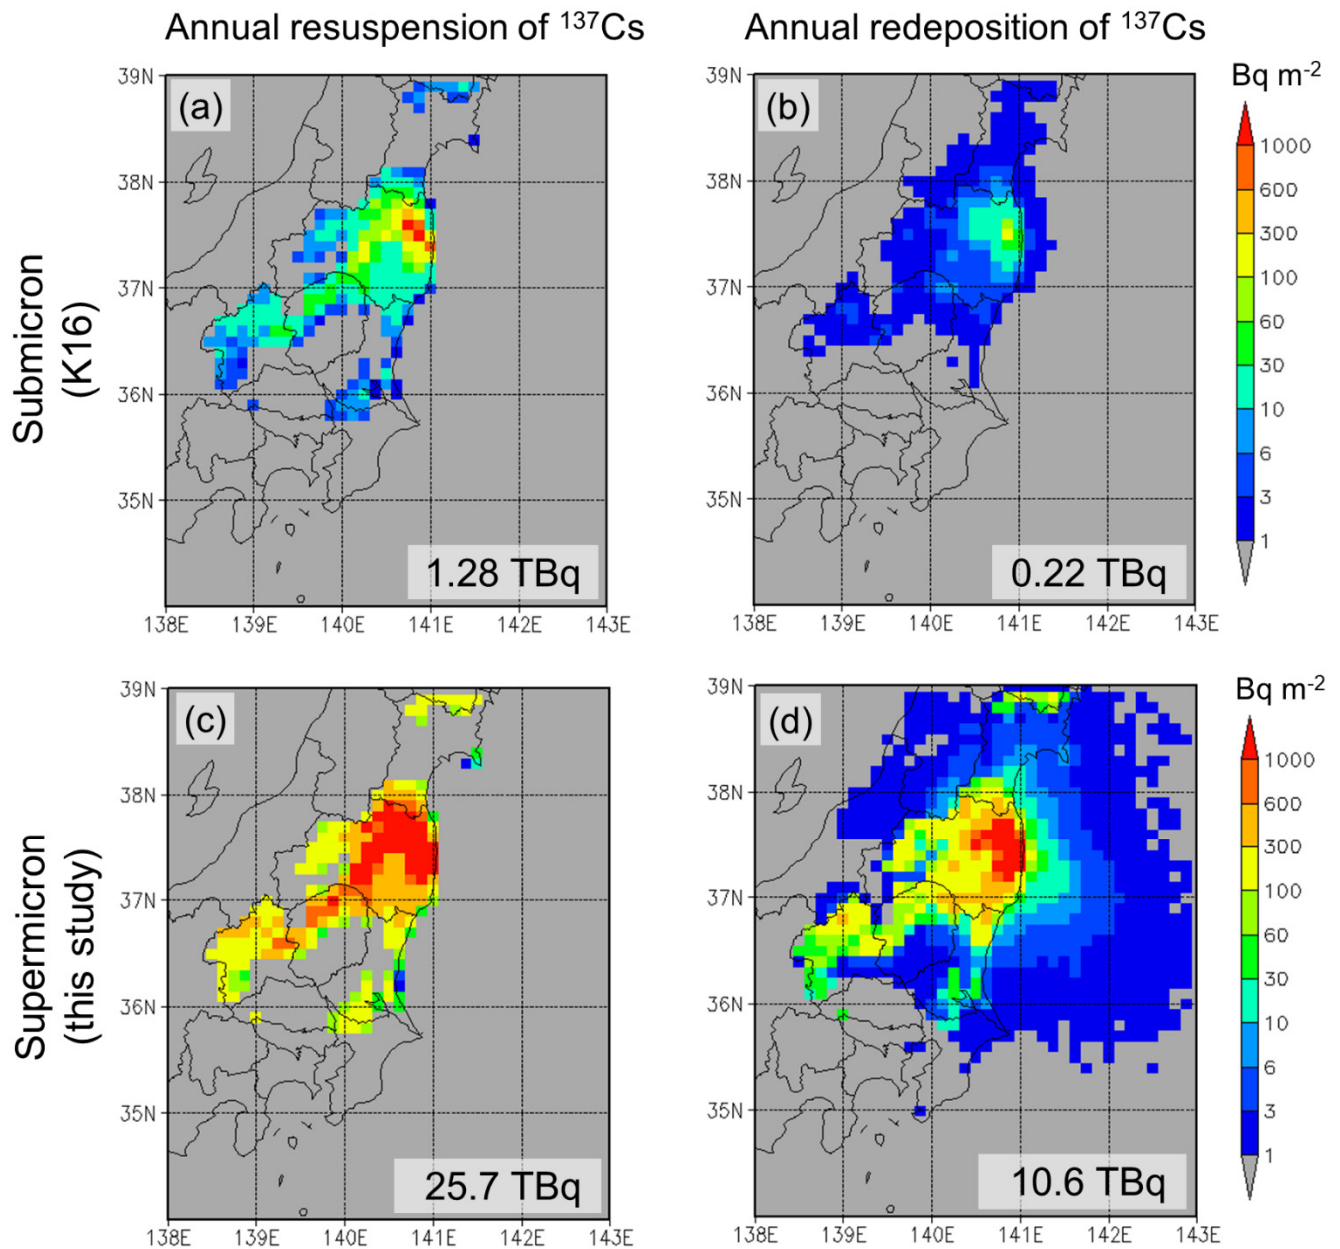 Annual resuspension of ¹³⁷Cs
Annual redeposition of ¹³⁷Cs
Submicron
(K16)
(a)
39N
38N
37N
36N
35N
138E 139E 140E 141E 142E 143E
1.28 TBq
(b)
39N
38N
37N
36N
35N
138E 139E 140E 141E 142E 143E
0.22 TBq
Bq m⁻²
1000
600
300
100
60
30
10
6
3
1
Supermicron
(this study)
(c)
39N
38N
37N
36N
35N
138E 139E 140E 141E 142E 143E
25.7 TBq
(d)
39N
38N
37N
36N
35N
138E 139E 140E 141E 142E 143E
10.6 TBq
Bq m⁻²
1000
600
300
100
60
30
10
6
3
1